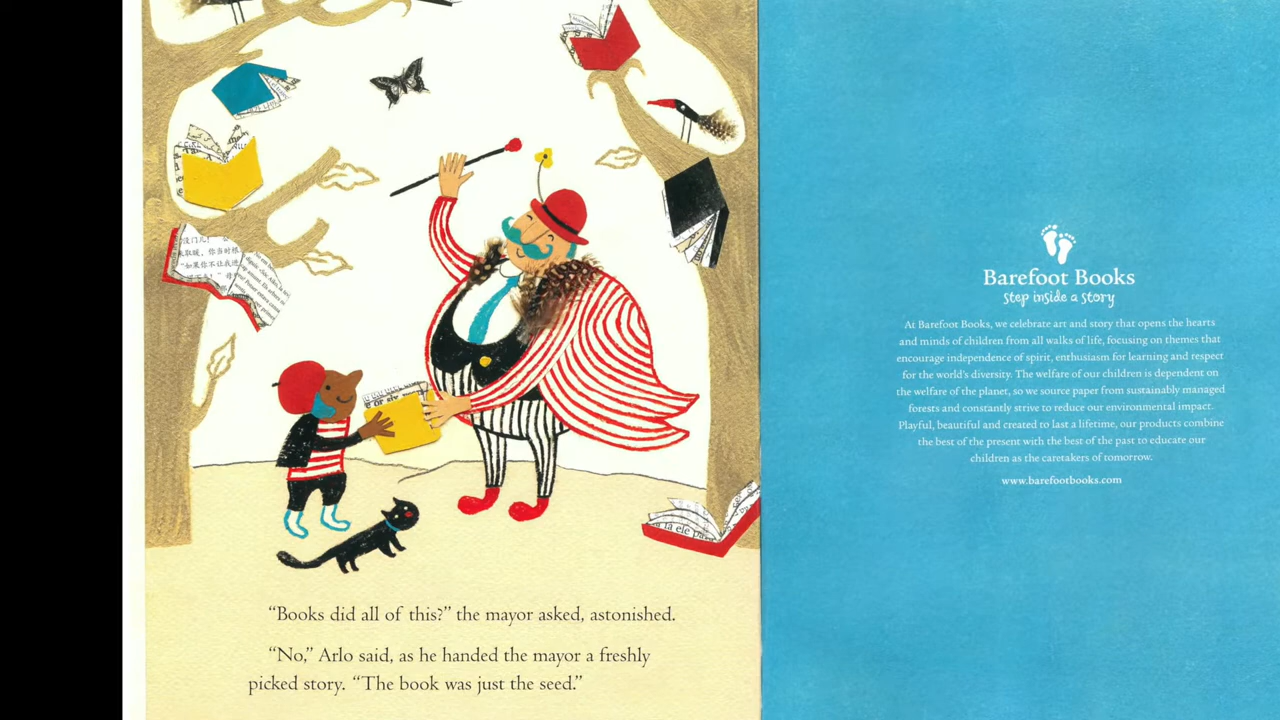 “Books did all of this?” the mayor asked, astonished.
“No,” Arlo said, as he handed the mayor a freshly
picked story. “The book was just the seed.”
Barefoot Books
step inside a story
At Barefoot Books, we celebrate art and story that opens the hearts
and minds of children from all walks of life, focusing on themes that
encourage independence of spirit, enthusiasm for learning and respect
for the world’s diversity. The welfare of our children is dependent on
the welfare of the planet, so we source paper from sustainably managed
forests and constantly strive to reduce our environmental impact.
Playful, beautiful and created to last a lifetime, our products combine
the best of the present with the best of the past to educate our
children as the caretakers of tomorrow.
www.barefootbooks.com